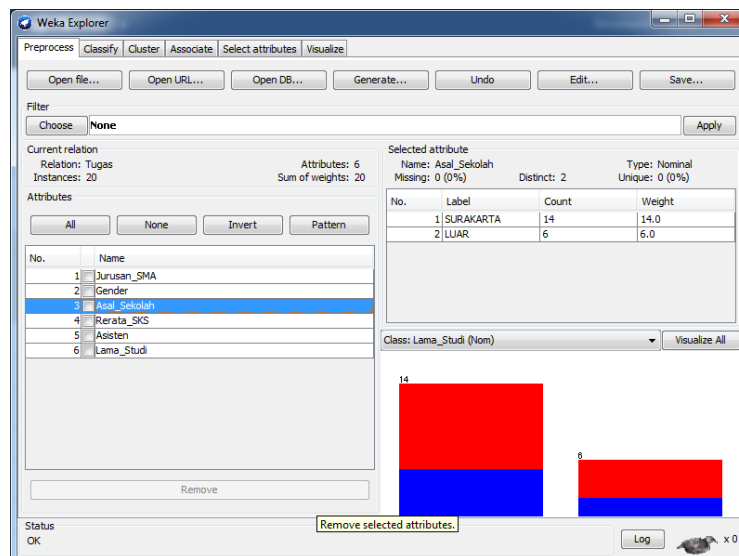 Weka Explorer
Preprocess Classify Cluster Associate Select attributes Visualize
Open file... Open URL... Open DB... Generate... Undo Edit... Save...
Filter
Choose None Apply
Current relation
Relation: Tugas Attributes: 6
Instances: 20 Sum of weights: 20
Selected attribute
Name: Asal_Sekolah Type: Nominal
Missing: 0 (0%) Distinct: 2 Unique: 0 (0%)
No. Label Count Weight
1 SURAKARTA 14 14.0
2 LUAR 6 6.0
Attributes
All None Invert Pattern
No. Name
1 Jurusan_SMA
2 Gender
3 Asal_Sekolah
4 Rerata_SKS
5 Asisten
6 Lama_Studi
Remove
Class: Lama_Studi (Nom) Visualize All
14
6
Remove selected attributes.
Status
OK
Log x 0